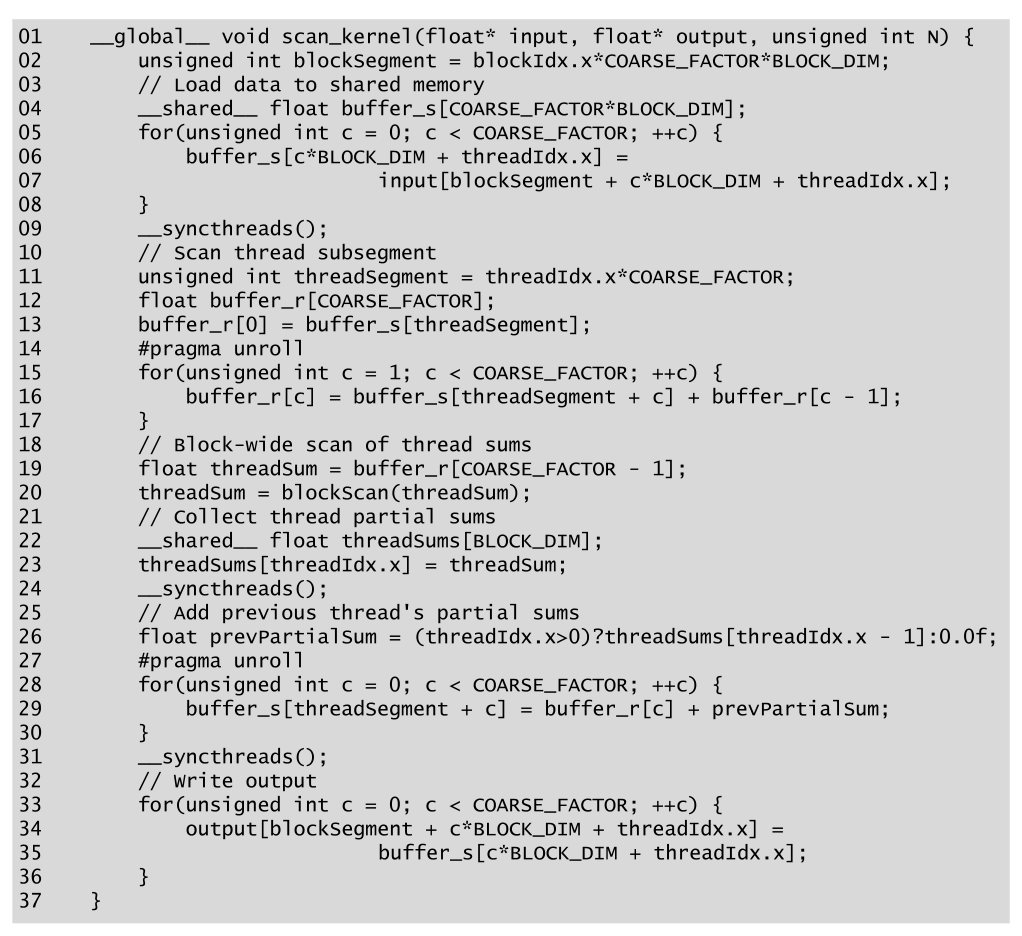 01    __global__ void scan_kernel(float* input, float* output, unsigned int N) {
02        unsigned int blockSegment = blockIdx.x*COARSE_FACTOR*BLOCK_DIM;
03        // Load data to shared memory
04        __shared__ float buffer_s[COARSE_FACTOR*BLOCK_DIM];
05        for(unsigned int c = 0; c < COARSE_FACTOR; ++c) {
06            buffer_s[c*BLOCK_DIM + threadIdx.x] =
07                            input[blockSegment + c*BLOCK_DIM + threadIdx.x];
08        }
09        __syncthreads();
10        // Scan thread subsegment
11        unsigned int threadSegment = threadIdx.x*COARSE_FACTOR;
12        float buffer_r[COARSE_FACTOR];
13        buffer_r[0] = buffer_s[threadSegment];
14        #pragma unroll
15        for(unsigned int c = 1; c < COARSE_FACTOR; ++c) {
16            buffer_r[c] = buffer_s[threadSegment + c] + buffer_r[c - 1];
17        }
18        // Block-wide scan of thread sums
19        float threadSum = buffer_r[COARSE_FACTOR - 1];
20        threadSum = blockScan(threadSum);
21        // Collect thread partial sums
22        __shared__ float threadSums[BLOCK_DIM];
23        threadSums[threadIdx.x] = threadSum;
24        __syncthreads();
25        // Add previous thread's partial sums
26        float prevPartialSum = (threadIdx.x>0)?threadSums[threadIdx.x - 1]:0.0f;
27        #pragma unroll
28        for(unsigned int c = 0; c < COARSE_FACTOR; ++c) {
29            buffer_s[threadSegment + c] = buffer_r[c] + prevPartialSum;
30        }
31        __syncthreads();
32        // Write output
33        for(unsigned int c = 0; c < COARSE_FACTOR; ++c) {
34            output[blockSegment + c*BLOCK_DIM + threadIdx.x] =
35                            buffer_s[c*BLOCK_DIM + threadIdx.x];
36        }
37    }